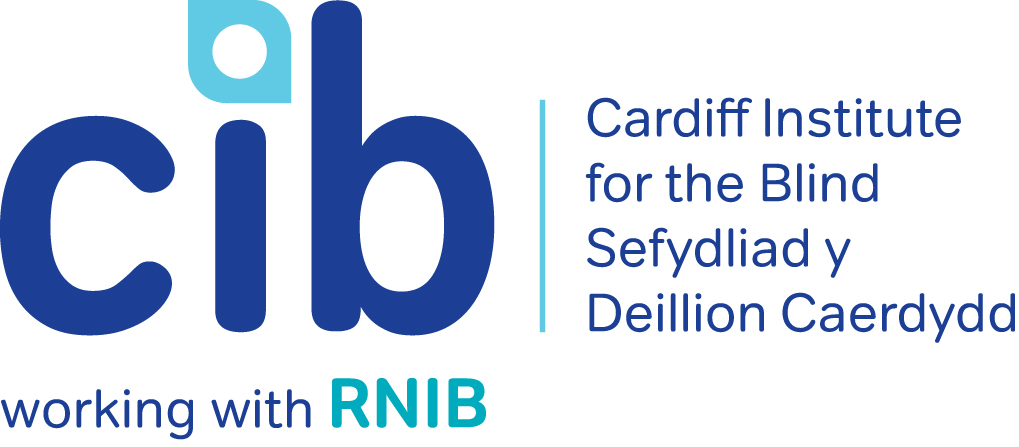 cib
Cardiff Institute
for the Blind
Sefydliad y
Deillion Caerdydd
working with RNIB